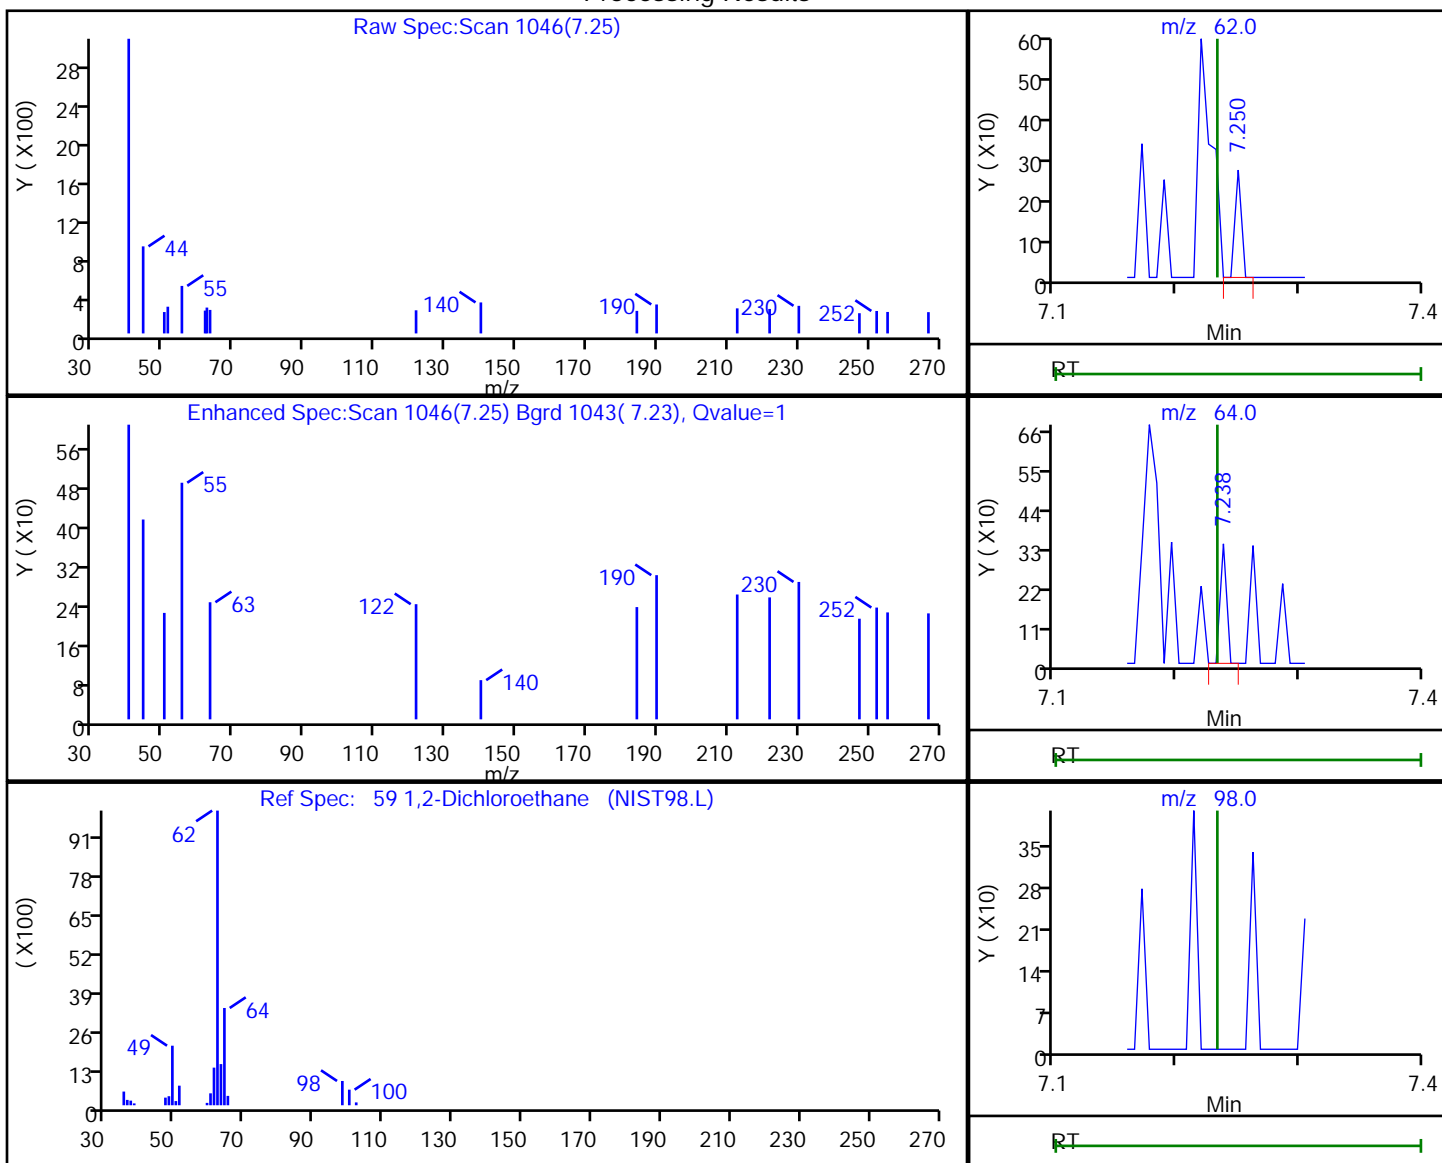 Processing Results
Raw Spec:Scan 1046(7.25)
Y ( X100)
28
24
20
16
12
8
4
0
44
55
140
190
230
252
30 50 70 90 110 130 150 170 190 210 230 250 270
m/z
m/z 62.0
Y ( X10)
60
50
40
30
20
10
0
7.250
7.1 7.4
Min
RT
Enhanced Spec:Scan 1046(7.25) Bgrd 1043( 7.23), Qvalue=1
Y ( X10)
56
48
40
32
24
16
8
0
55
63
122
140
190
230
252
30 50 70 90 110 130 150 170 190 210 230 250 270
m/z
m/z 64.0
Y ( X10)
66
55
44
33
22
11
0
7.238
7.1 7.4
Min
RT
Ref Spec: 59 1,2-Dichloroethane (NIST98.L)
( X100)
91
78
65
52
39
26
13
0
62
64
49
98
100
30 50 70 90 110 130 150 170 190 210 230 250 270
m/z 98.0
Y ( X10)
35
28
21
14
7
0
7.1 7.4
Min
RT